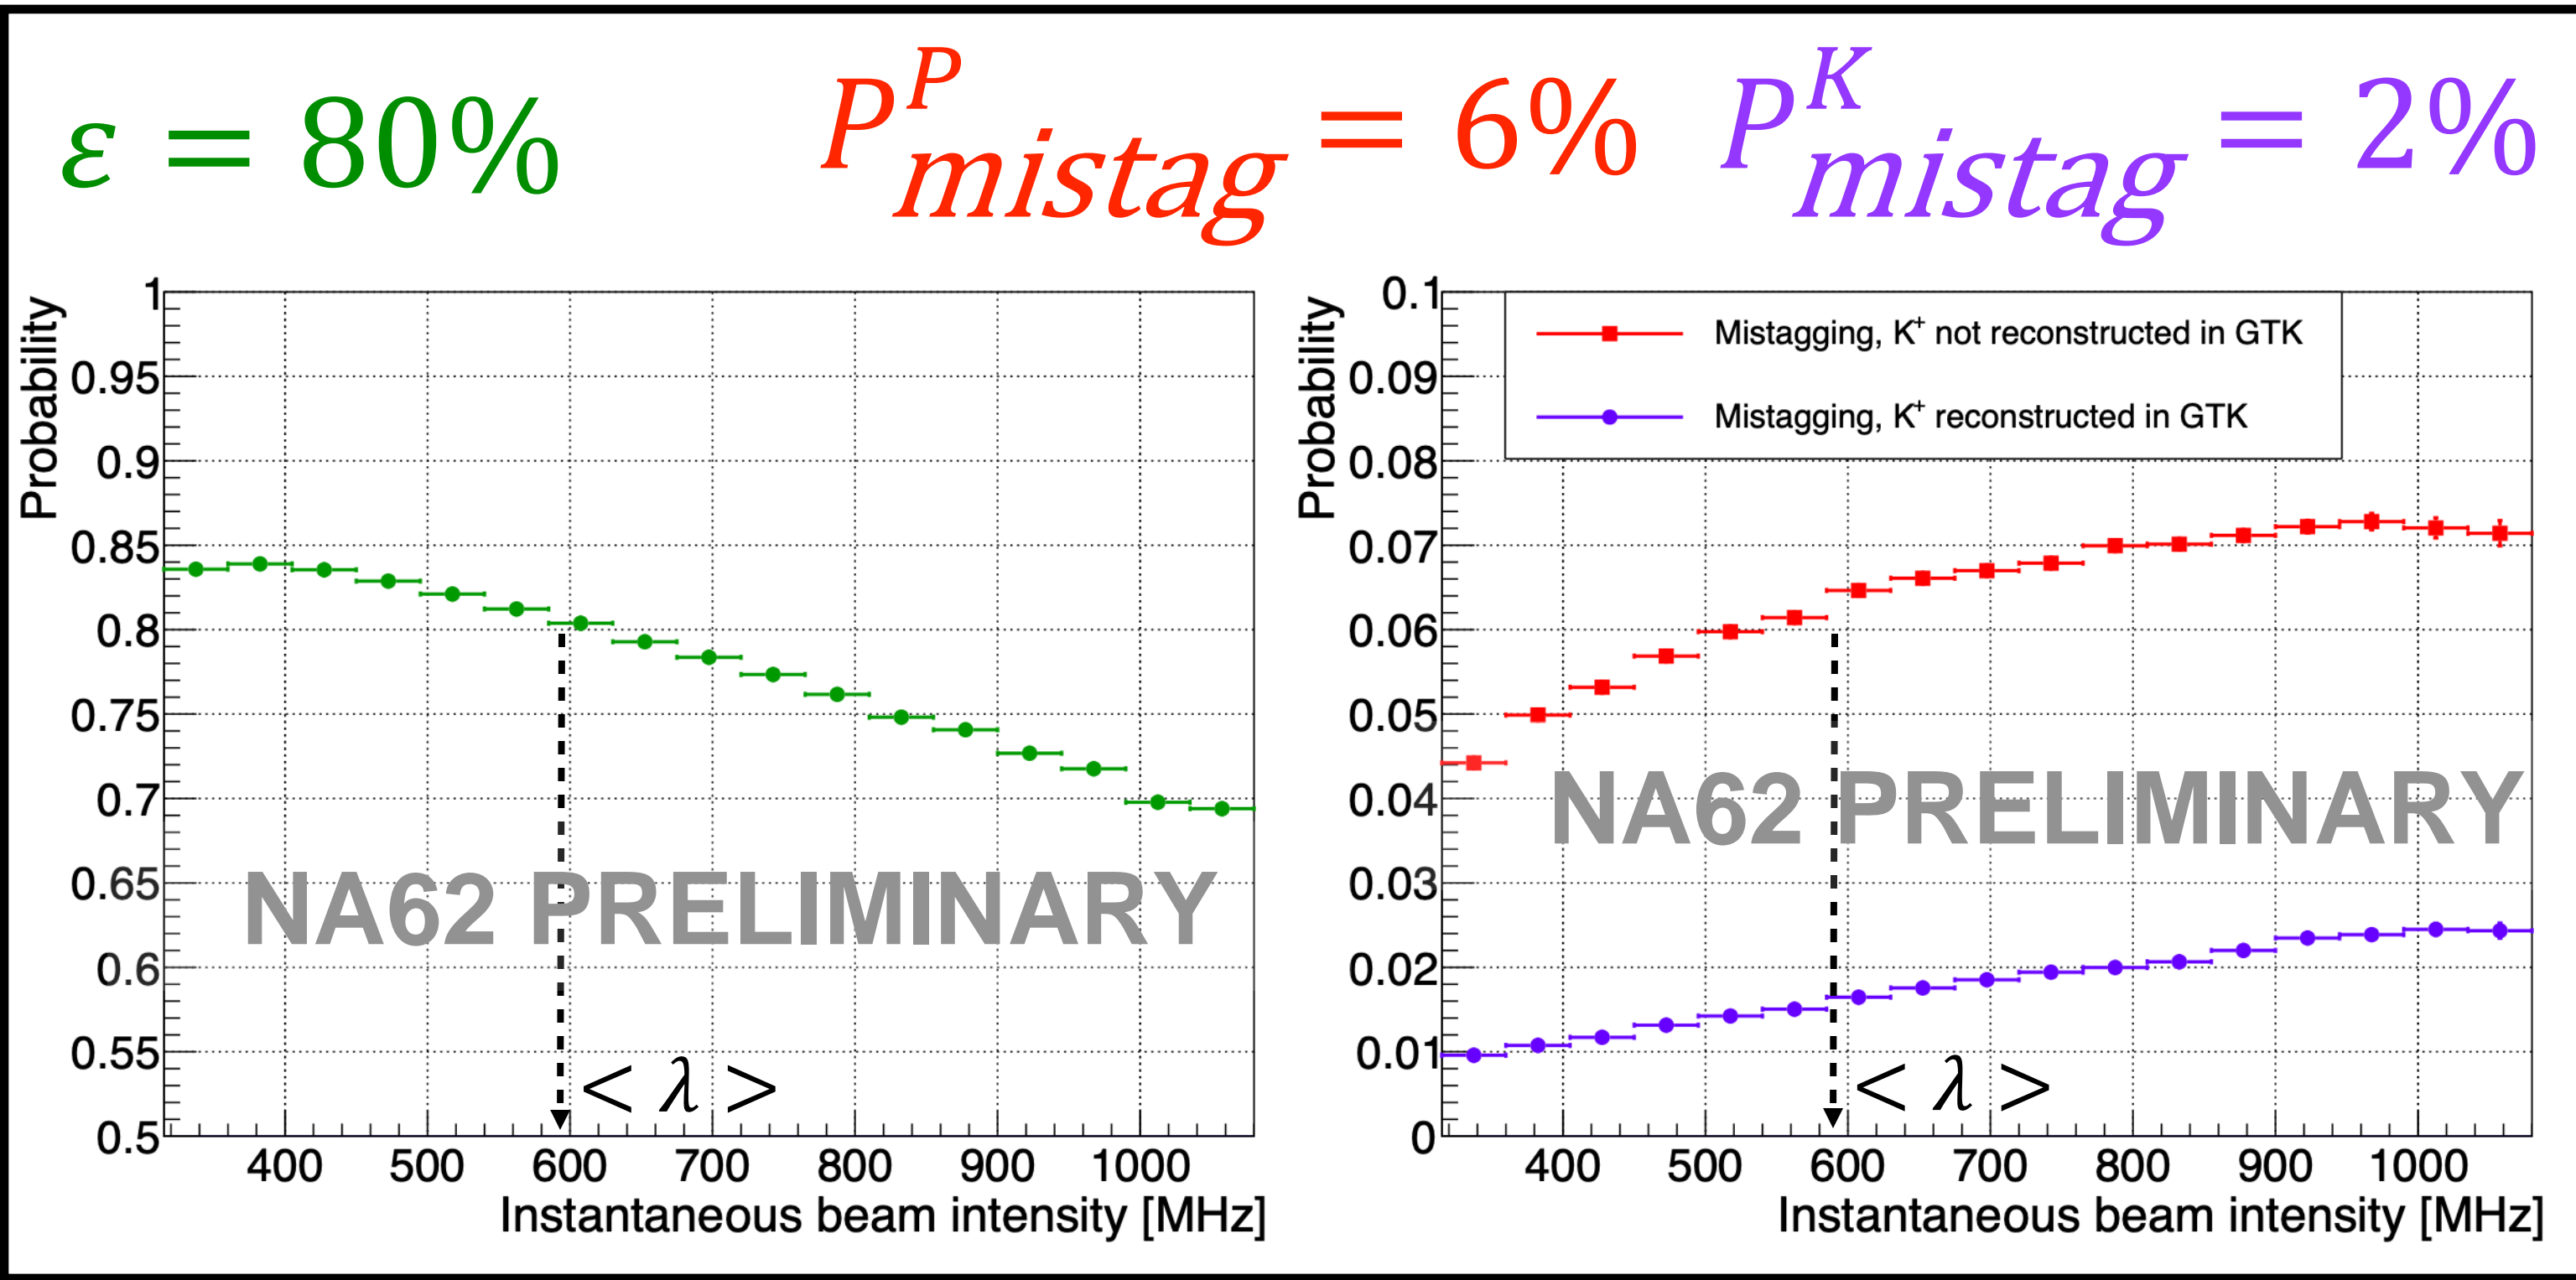 ε = 80%
P^P_mistag = 6%
P^K_mistag = 2%
Probability
1
0.95
0.9
0.85
0.8
0.75
0.7
0.65
0.6
0.55
0.5
NA62 PRELIMINARY
< λ >
400 500 600 700 800 900 1000
Instantaneous beam intensity [MHz]
Probability
0.1
0.09
0.08
0.07
0.06
0.05
0.04
0.03
0.02
0.01
0
Mistagging, K⁺ not reconstructed in GTK
Mistagging, K⁺ reconstructed in GTK
NA62 PRELIMINARY
< λ >
400 500 600 700 800 900 1000
Instantaneous beam intensity [MHz]